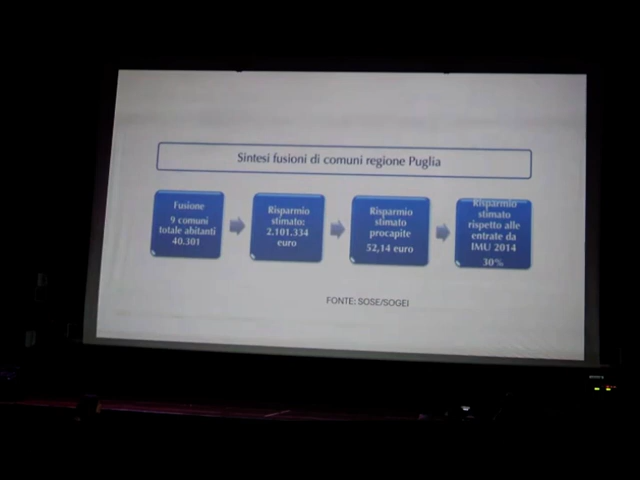 Sintesi fusioni di comuni regione Puglia
Fusione
9 comuni
totale abitanti
40.301
Risparmio
stimato:
2.101.334
euro
Risparmio
stimato
procapite
52,14 euro
Risparmio
stimato
rispetto alle
entrate da
IMU 2014
30%
FONTE: SOSE/SOGEI
SONY